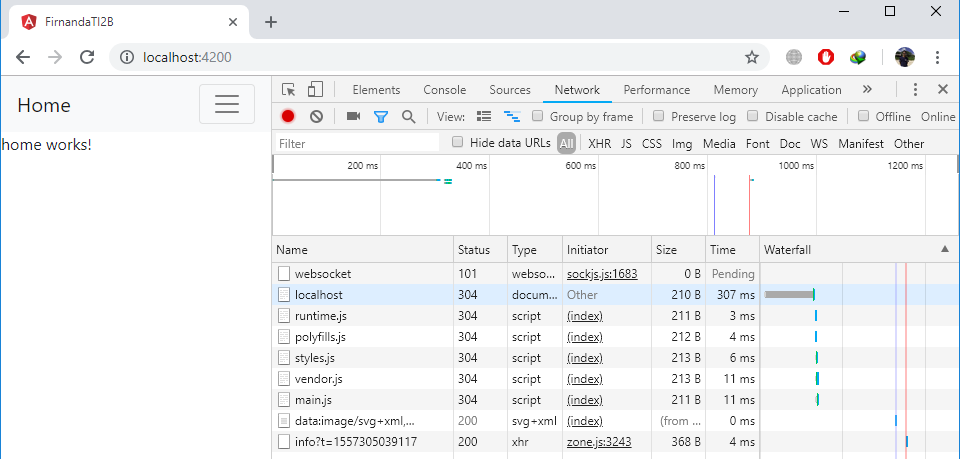 FirnandaTI2B
localhost:4200
Home
home works!
Elements Console Sources Network Performance Memory Application
View: Group by frame Preserve log Disable cache Offline Online
Filter Hide data URLs All XHR JS CSS Img Media Font Doc WS Manifest Other
200 ms 400 ms 600 ms 800 ms 1000 ms 1200 ms
Name Status Type Initiator Size Time Waterfall
websocket 101 webso... sockjs.js:1683 0 B Pending
localhost 304 docum... Other 210 B 307 ms
runtime.js 304 script (index) 211 B 3 ms
polyfills.js 304 script (index) 212 B 4 ms
styles.js 304 script (index) 213 B 6 ms
vendor.js 304 script (index) 213 B 11 ms
main.js 304 script (index) 211 B 11 ms
data:image/svg+xml,... 200 svg+xml (index) (from ... 0 ms
info?t=1557305039117 200 xhr zone.js:3243 368 B 4 ms